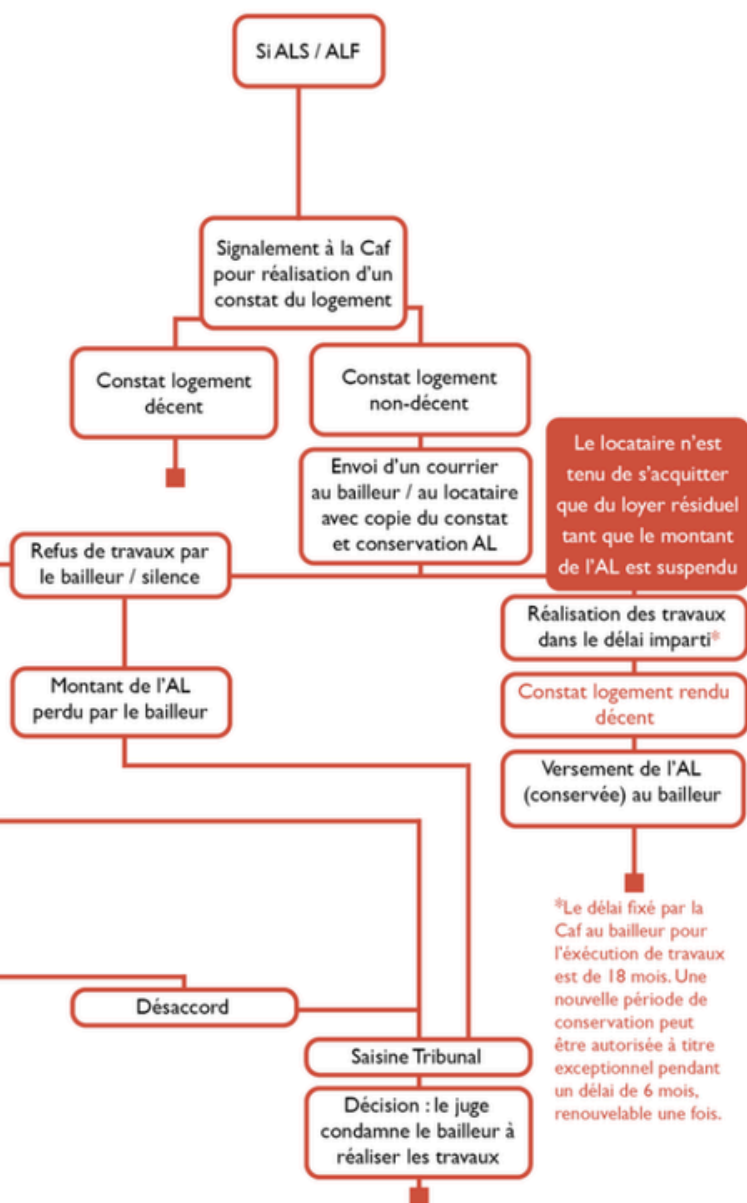 Si ALS / ALF
Signalement à la Caf
pour réalisation d'un
constat du logement
Constat logement
décent
Constat logement
non-décent
Envoi d'un courrier
au bailleur / au locataire
avec copie du constat
et conservation AL
Le locataire n'est
tenu de s'acquitter
que du loyer résiduel
tant que le montant
de l'AL est suspendu
Refus de travaux par
le bailleur / silence
Réalisation des travaux
dans le délai imparti*
Montant de l'AL
perdu par le bailleur
Constat logement rendu
décent
Versement de l'AL
(conservée) au bailleur
*Le délai fixé par la
Caf au bailleur pour
l'éxécution de travaux
est de 18 mois. Une
nouvelle période de
conservation peut
être autorisée à titre
exceptionnel pendant
un délai de 6 mois,
renouvelable une fois.
Désaccord
Saisine Tribunal
Décision : le juge
condamne le bailleur à
réaliser les travaux